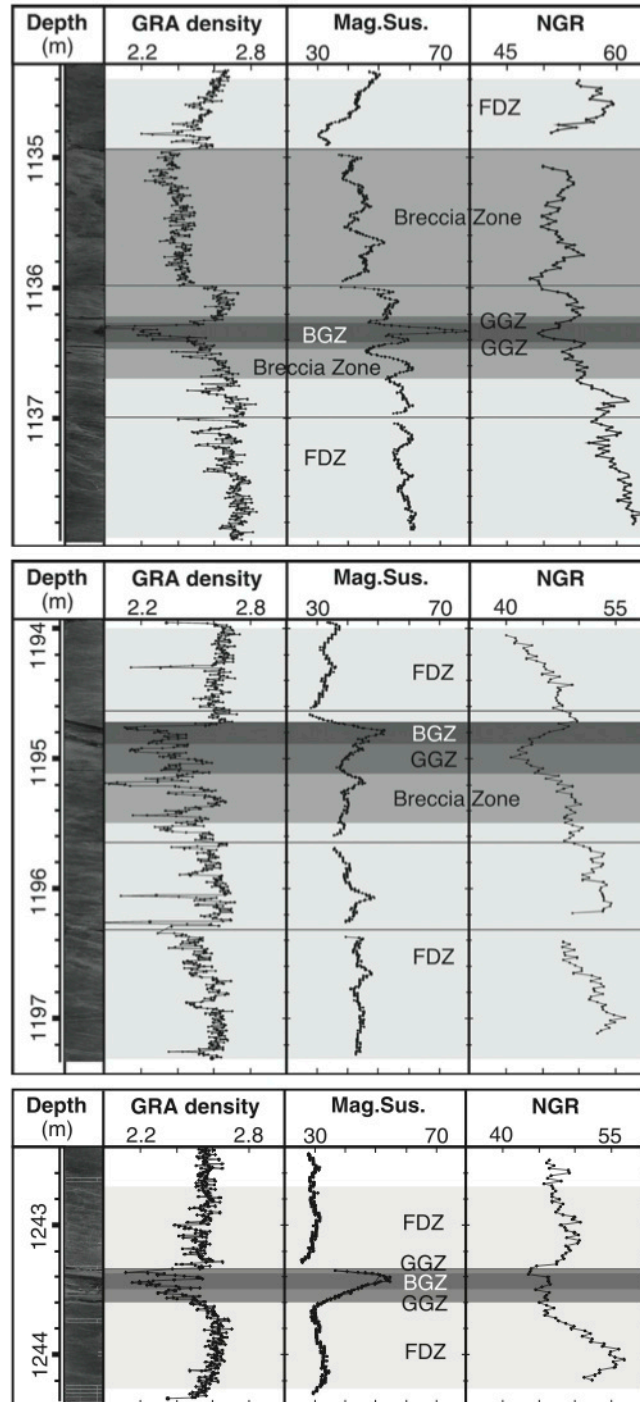 Depth GRA density Mag.Sus. NGR
(m) 2.2 2.8 30 70 45 60
FDZ
1135
Breccia Zone
1136
GGZ
BGZ
GGZ
Breccia Zone
1137
FDZ
Depth GRA density Mag.Sus. NGR
(m) 2.2 2.8 30 70 40 55
1194
FDZ
BGZ
1195
GGZ
Breccia Zone
1196
FDZ
1197
Depth GRA density Mag.Sus. NGR
(m) 2.2 2.8 30 70 40 55
1243
FDZ
GGZ
BGZ
GGZ
1244
FDZ